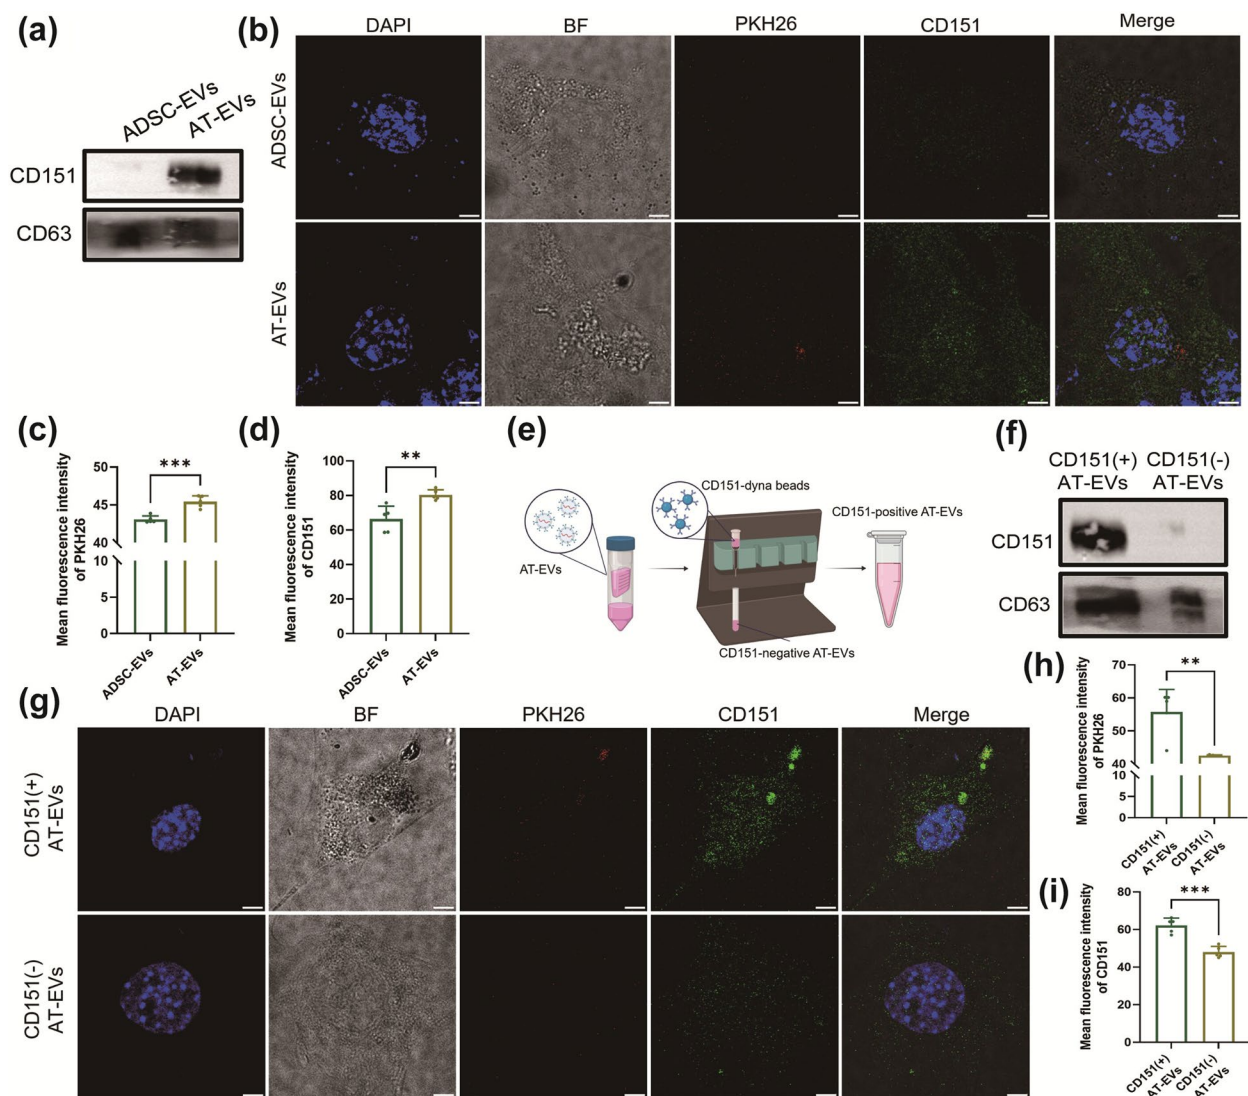 (a)
ADSC-EVs
AT-EVs
CD151
CD63
(b)
DAPI
BF
PKH26
CD151
Merge
ADSC-EVs
AT-EVs
(c)
Mean fluorescence intensity
of PKH26
50
45
40
10
5
0
***
ADSC-EVs
AT-EVs
(d)
Mean fluorescence intensity
of CD151
100
80
60
40
20
0
**
ADSC-EVs
AT-EVs
(e)
AT-EVs
CD151-dyna beads
CD151-positive AT-EVs
CD151-negative AT-EVs
(f)
CD151(+)
AT-EVs
CD151(-)
AT-EVs
CD151
CD63
(g)
DAPI
BF
PKH26
CD151
Merge
CD151(+)
AT-EVs
CD151(-)
AT-EVs
(h)
Mean fluorescence intensity
of PKH26
70
60
50
40
10
5
0
**
CD151(+)
AT-EVs
CD151(-)
AT-EVs
(i)
Mean fluorescence intensity
of CD151
80
60
40
20
0
***
CD151(+)
AT-EVs
CD151(-)
AT-EVs